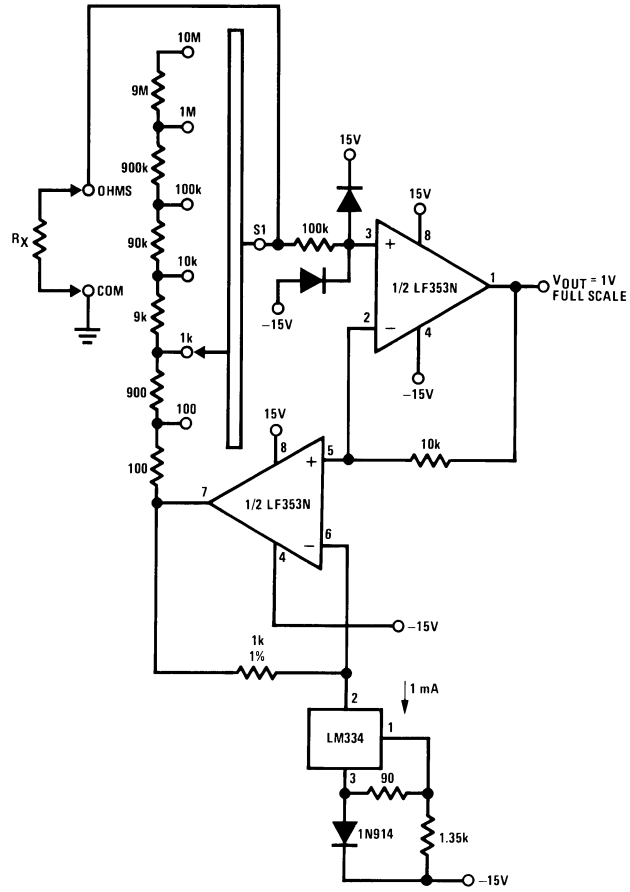 10M
9M
1M
900k
100k
OHMS
90k
RX
10k
COM
9k
1k
900
100
100
S1
100k
15V
-15V
15V
3
+
8
1/2 LF353N
1
2
−
4
-15V
VOUT = 1V
FULL SCALE
10k
15V
8
5
+
7
1/2 LF353N
6
−
4
-15V
1k
1%
2
1 mA
LM334
1
3
90
1N914
1.35k
-15V